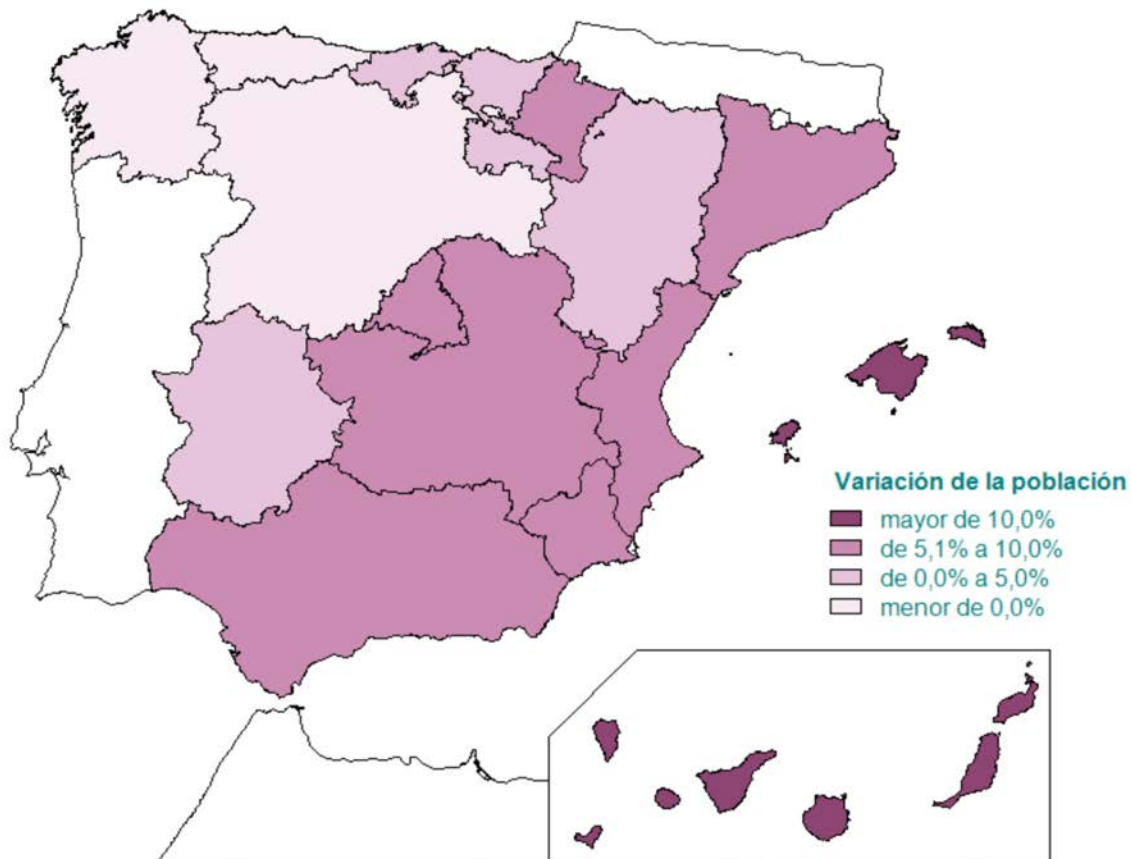 Variación de la población
mayor de 10,0%
de 5,1% a 10,0%
de 0,0% a 5,0%
menor de 0,0%